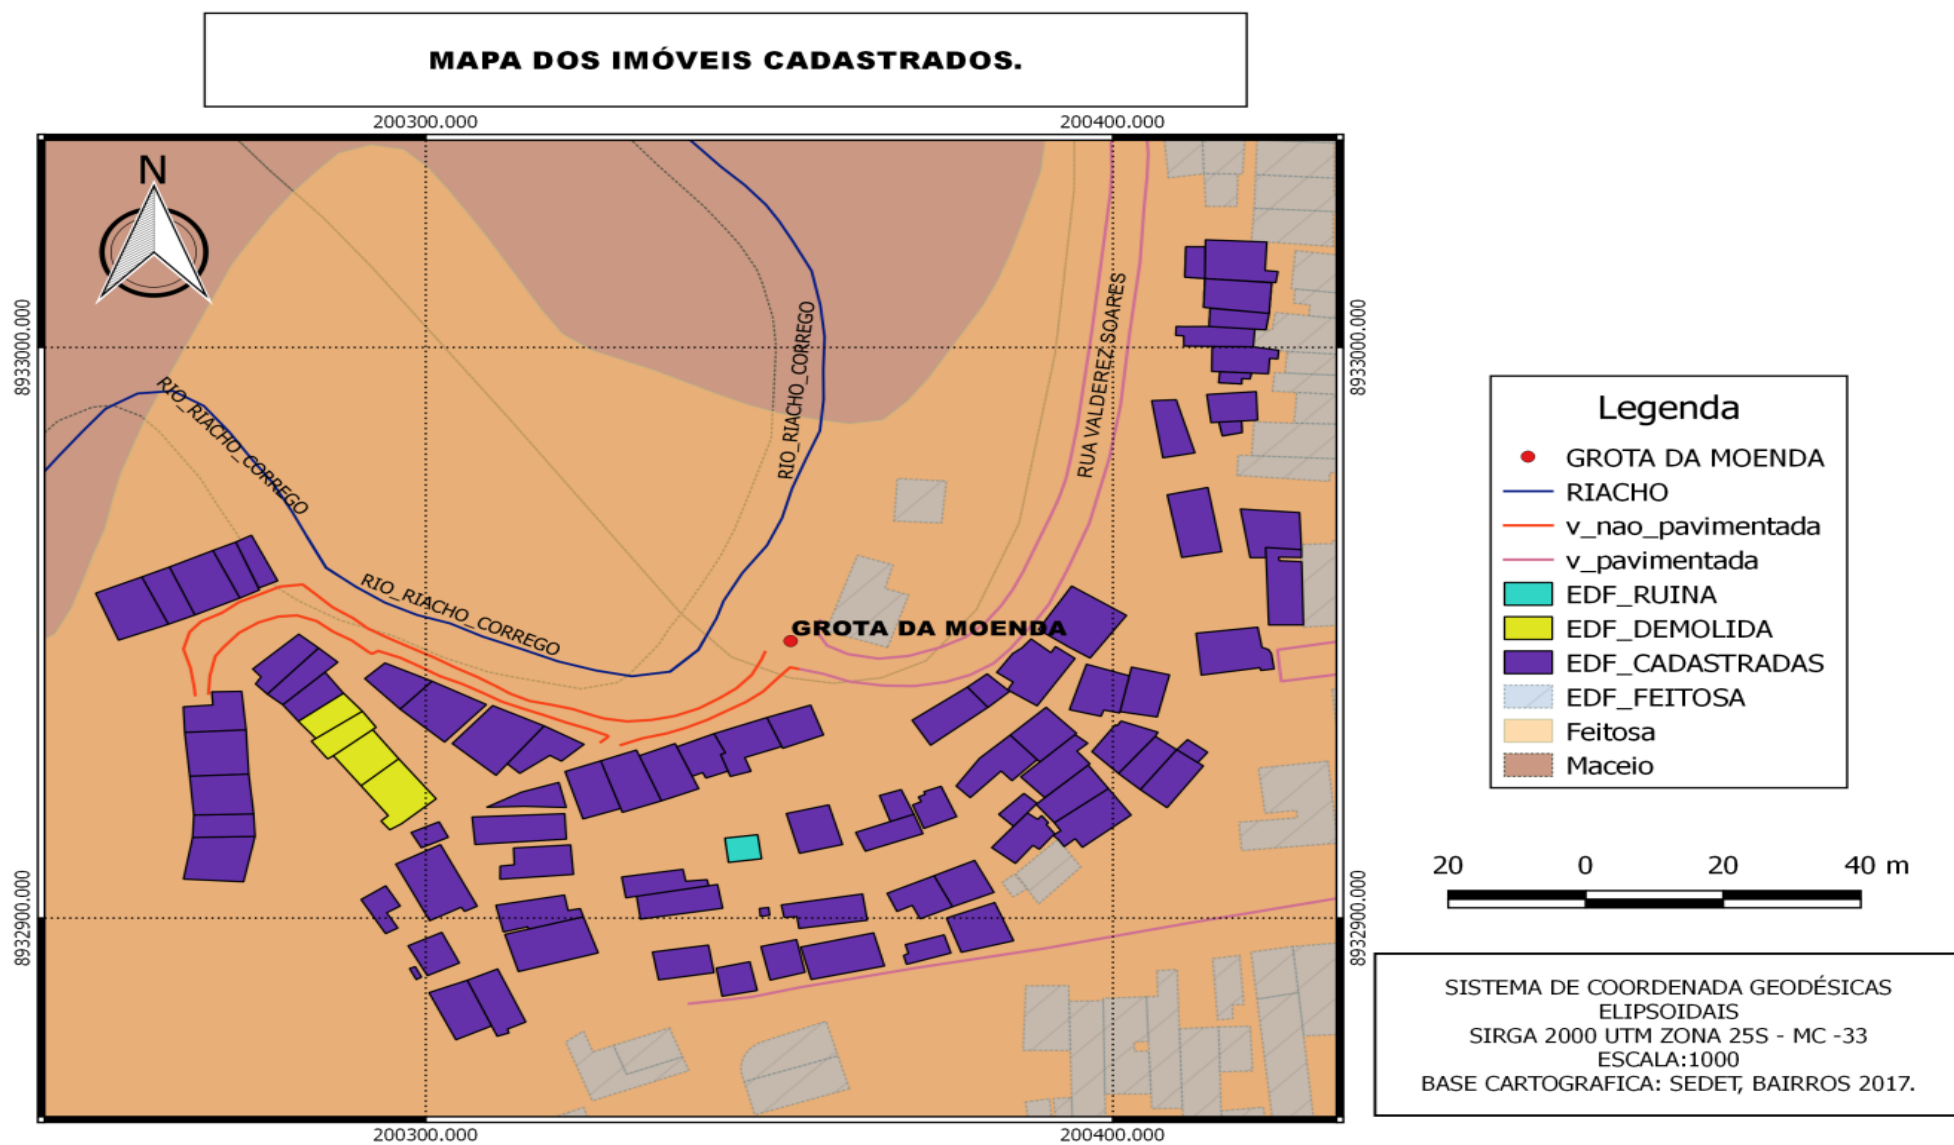 MAPA DOS IMÓVEIS CADASTRADOS.
200300.000
200400.000
N
8933000.000
8933000.000
RIO_RIACHO_CORREGO
RIO_RIACHO_CORREGO
RUA VALDEREZ SOARES
RIO_RIACHO_CORREGO
GROTA DA MOENDA
8932900.000
8932900.000
200300.000
200400.000
Legenda
GROTA DA MOENDA
RIACHO
v_nao_pavimentada
v_pavimentada
EDF_RUINA
EDF_DEMOLIDA
EDF_CADASTRADAS
EDF_FEITOSA
Feitosa
Maceio
20 0 20 40 m
SISTEMA DE COORDENADA GEODÉSICAS
ELIPSOIDAIS
SIRGA 2000 UTM ZONA 25S - MC -33
ESCALA:1000
BASE CARTOGRAFICA: SEDET, BAIRROS 2017.